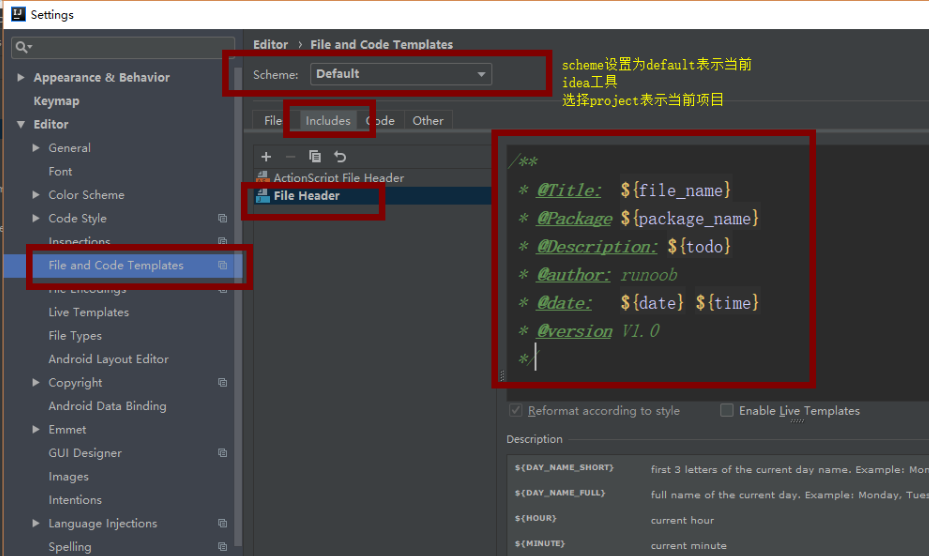 Settings
Editor › File and Code Templates
Scheme: Default
scheme设置为default表示当前
idea工具
选择project表示当前项目
Appearance & Behavior
Keymap
Editor
General
Font
Color Scheme
Code Style
Inspections
File and Code Templates
File Encodings
Live Templates
File Types
Android Layout Editor
Copyright
Android Data Binding
Emmet
GUI Designer
Images
Intentions
Language Injections
Spelling
File Includes Code Other
ActionScript File Header
File Header
/**
* @Title: ${file_name}
* @Package ${package_name}
* @Description: ${todo}
* @author: runoob
* @date: ${date} ${time}
* @version V1.0
*/
Reformat according to style Enable Live Templates
Description
${DAY_NAME_SHORT} first 3 letters of the current day name. Example: Mon
${DAY_NAME_FULL} full name of the current day. Example: Monday, Tues
${HOUR} current hour
${MINUTE} current minute